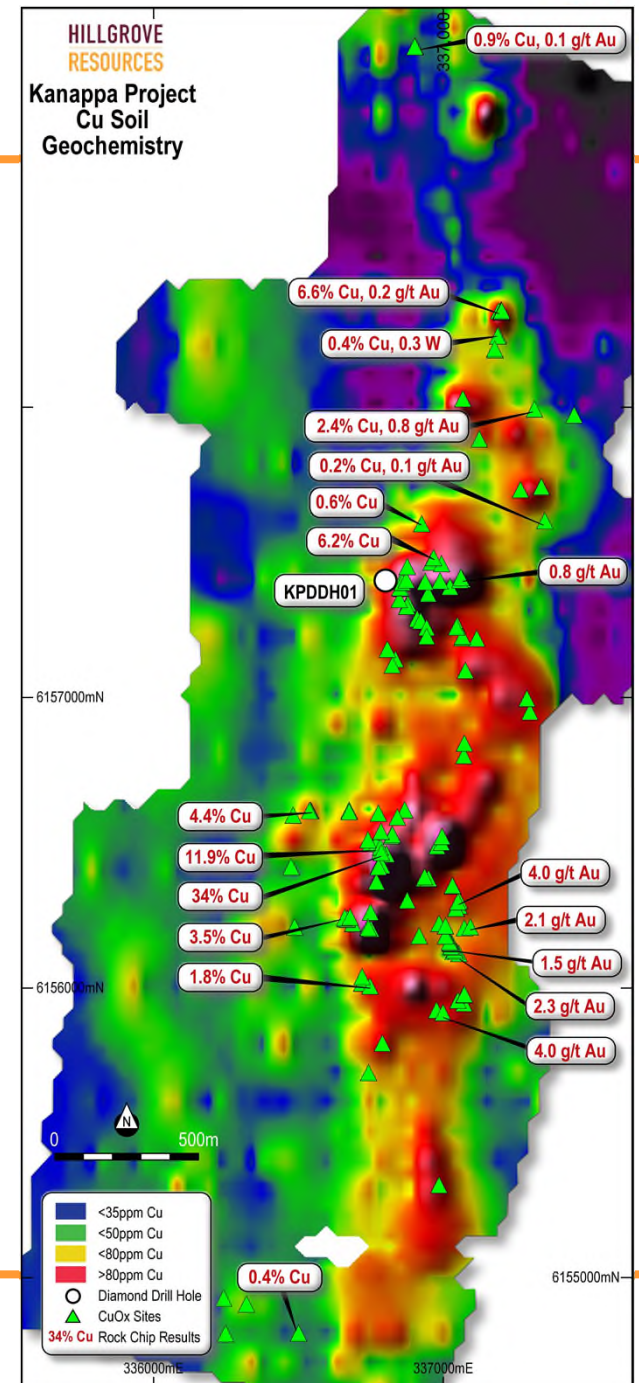 HILLGROVE
RESOURCES
Kanappa Project
Cu Soil
Geochemistry
337000
0.9% Cu, 0.1 g/t Au
6.6% Cu, 0.2 g/t Au
0.4% Cu, 0.3 W
2.4% Cu, 0.8 g/t Au
0.2% Cu, 0.1 g/t Au
0.6% Cu
6.2% Cu
0.8 g/t Au
KPDDH01
6157000mN
4.4% Cu
11.9% Cu
34% Cu
3.5% Cu
1.8% Cu
4.0 g/t Au
2.1 g/t Au
1.5 g/t Au
2.3 g/t Au
4.0 g/t Au
6156000mN
N
0 500m
<35ppm Cu
<50ppm Cu
<80ppm Cu
>80ppm Cu
Diamond Drill Hole
CuOx Sites
34% Cu Rock Chip Results
0.4% Cu
6155000mN
336000mE
337000mE